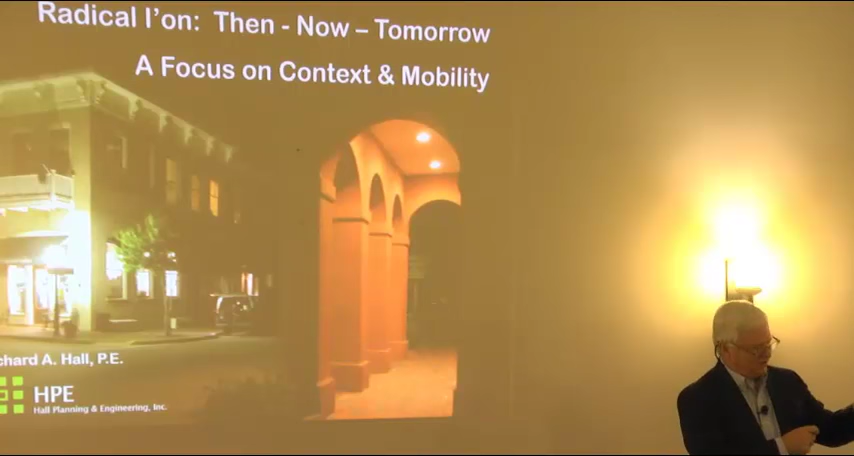 Radical I'on: Then - Now – Tomorrow
A Focus on Context & Mobility
chard A. Hall, P.E.
HPE
Hall Planning & Engineering, Inc.